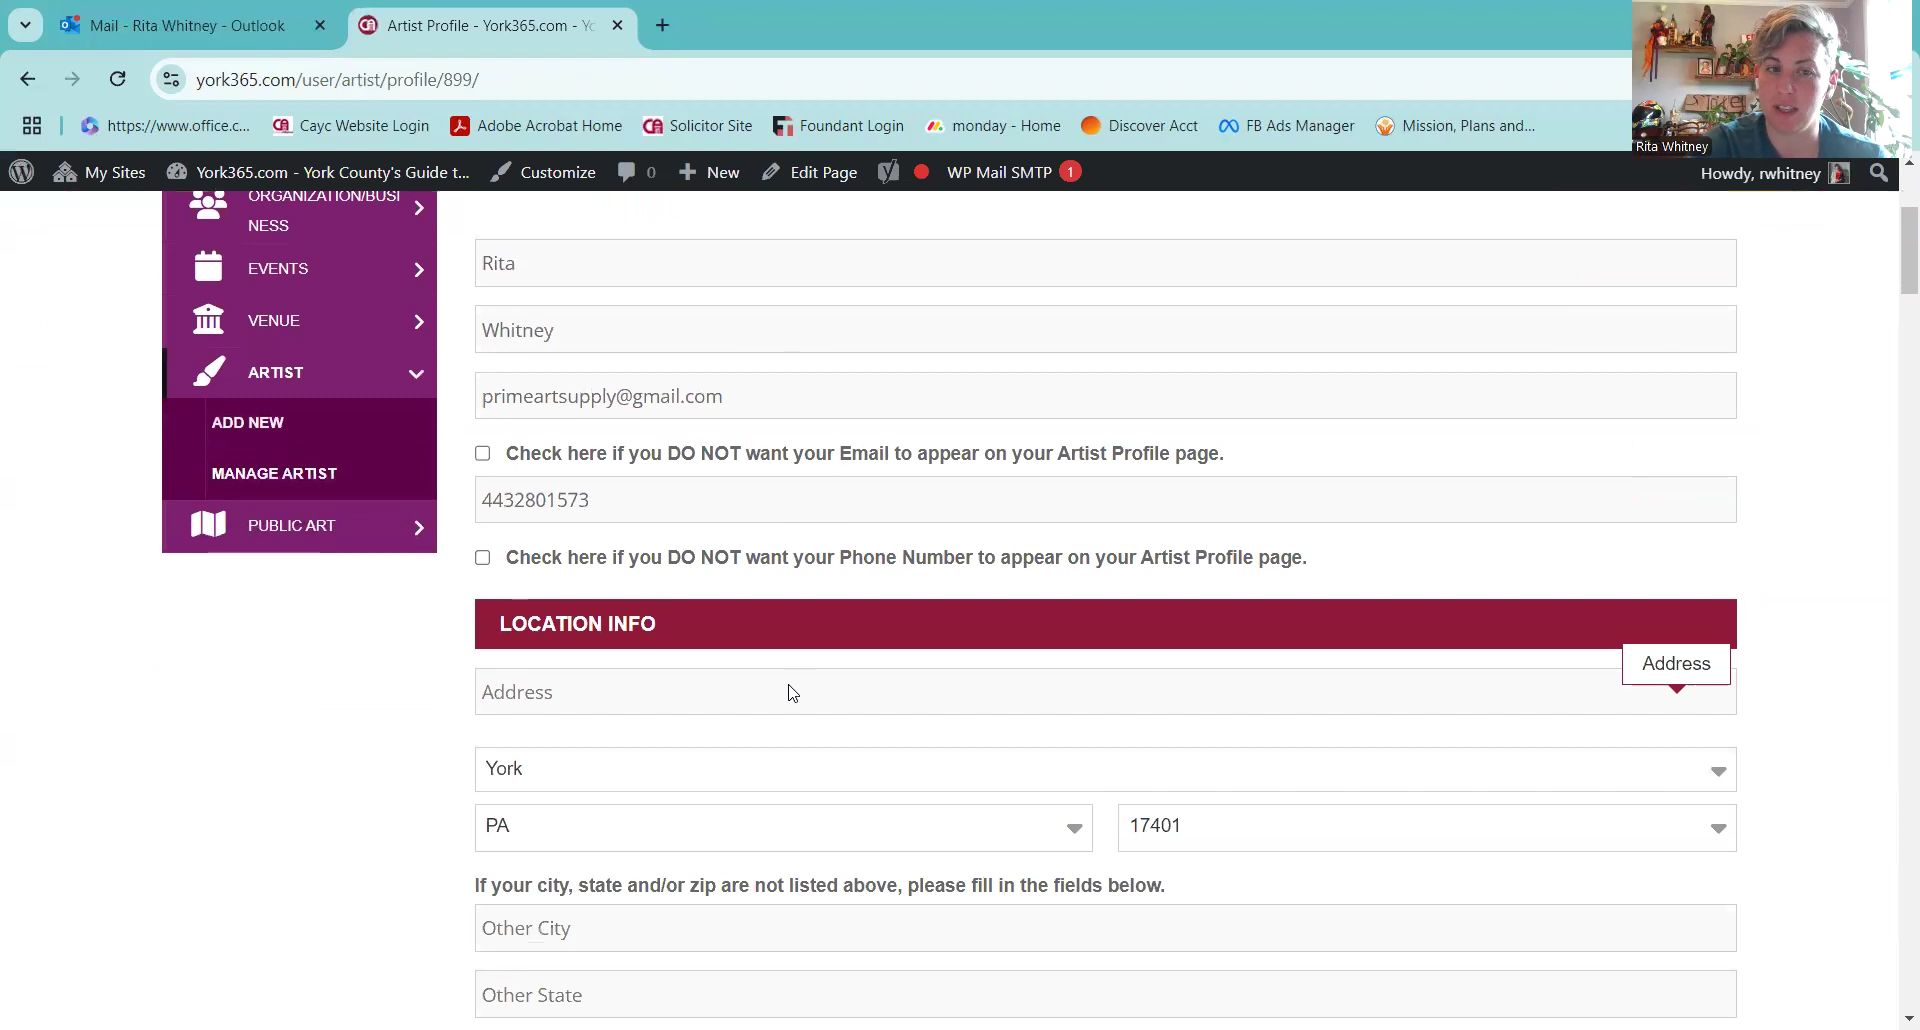 Mail - Rita Whitney - Outlook
Artist Profile - York365.com - Yo
york365.com/user/artist/profile/899/
https://www.office.c...
Cayc Website Login
Adobe Acrobat Home
Solicitor Site
Foundant Login
monday - Home
Discover Acct
FB Ads Manager
Mission, Plans and...
Rita Whitney
My Sites
York365.com - York County's Guide t...
Customize
0
New
Edit Page
WP Mail SMTP
1
Howdy, rwhitney
ORGANIZATION/BUSI
NESS
EVENTS
VENUE
ARTIST
ADD NEW
MANAGE ARTIST
PUBLIC ART
Rita
Whitney
primeartsupply@gmail.com
Check here if you DO NOT want your Email to appear on your Artist Profile page.
4432801573
Check here if you DO NOT want your Phone Number to appear on your Artist Profile page.
LOCATION INFO
Address
Address
York
PA
17401
If your city, state and/or zip are not listed above, please fill in the fields below.
Other City
Other State